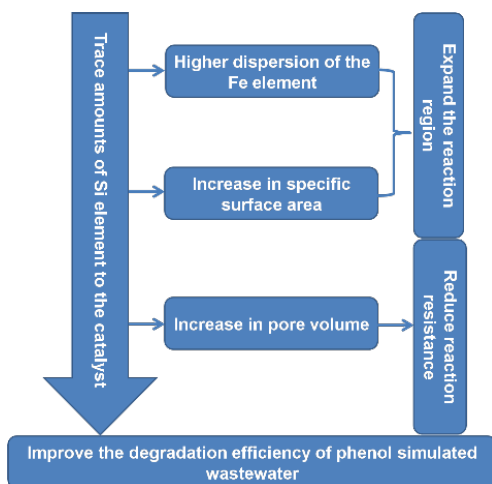 Trace amounts of Si element to the catalyst
Higher dispersion of the
Fe element
Increase in specific
surface area
Increase in pore volume
Expand the reaction
region
Reduce reaction
resistance
Improve the degradation efficiency of phenol simulated
wastewater